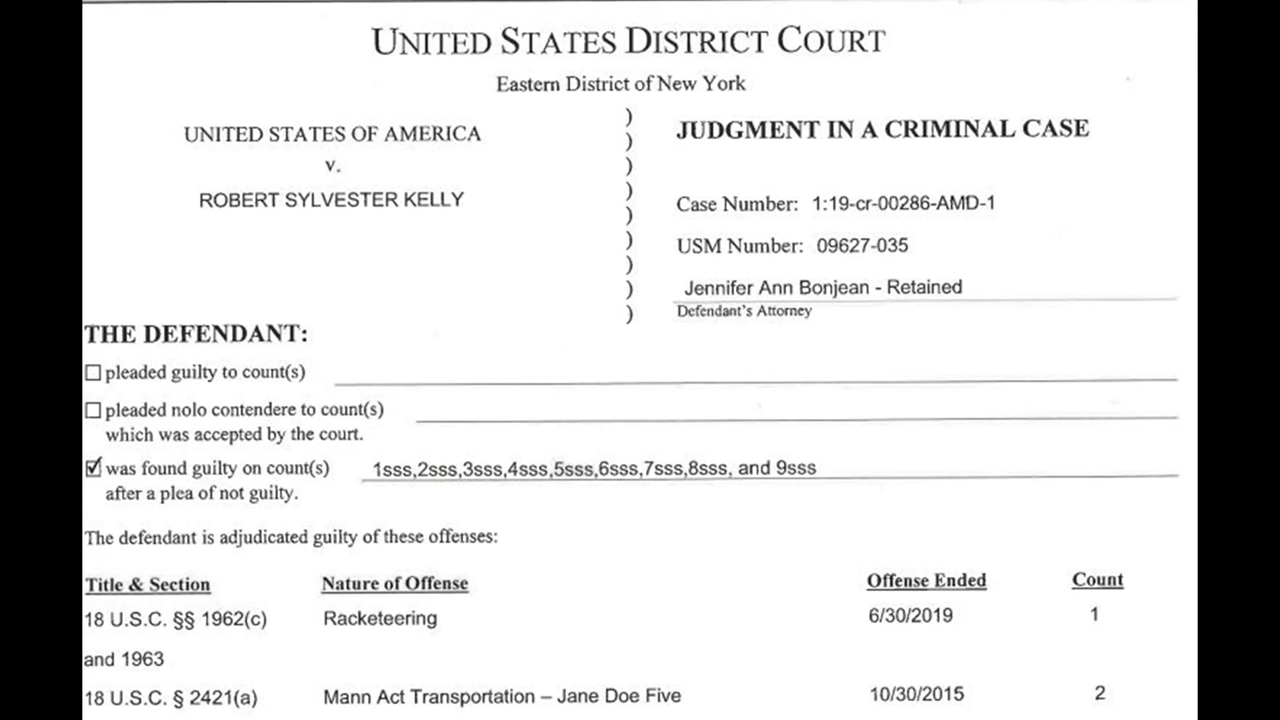 UNITED STATES DISTRICT COURT
Eastern District of New York
UNITED STATES OF AMERICA
v.
ROBERT SYLVESTER KELLY
)
)
)
)
)
)
)
)
)
JUDGMENT IN A CRIMINAL CASE
Case Number: 1:19-cr-00286-AMD-1
USM Number: 09627-035
Jennifer Ann Bonjean - Retained
Defendant's Attorney
THE DEFENDANT:
☐ pleaded guilty to count(s)
☐ pleaded nolo contendere to count(s)
which was accepted by the court.
☑ was found guilty on count(s) 1sss,2sss,3sss,4sss,5sss,6sss,7sss,8sss, and 9sss
after a plea of not guilty.
The defendant is adjudicated guilty of these offenses:
Title & Section Nature of Offense Offense Ended Count
18 U.S.C. §§ 1962(c) Racketeering 6/30/2019 1
and 1963
18 U.S.C. § 2421(a) Mann Act Transportation – Jane Doe Five 10/30/2015 2